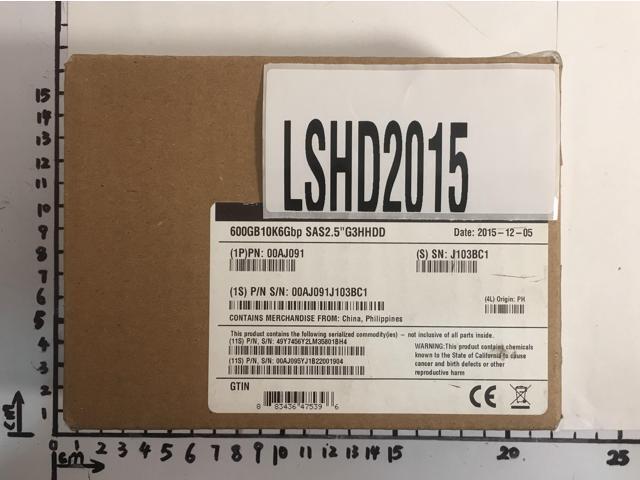 LSHD2015
600GB10K6Gbp SAS2.5"G3HHDD Date: 2015-12-05
(1P)PN: 00AJ091 (S) SN: J103BC1
(1S) P/N S/N: 00AJ091J103BC1
(4L) Origin: PH
CONTAINS MERCHANDISE FROM: China, Philippines
This product contains the following serialized commodity(ies) - not inclusive of all parts inside.
(11S) P/N, S/N: 49Y7456Y2LM35801BH4
(11S) P/N, S/N: 00AJ095YJ1B22001904
WARNING:This product contains chemicals
known to the State of California to cause
cancer and birth defects or other
reproductive harm
GTIN
8 83436 47539 6
CE
15
14
13
12
11
10
9
8
7
6
5
4
3
2
1
cm
0 1 2 3 4 5 6 7 8 9 10 11 12 13 14 15 20 25
cm